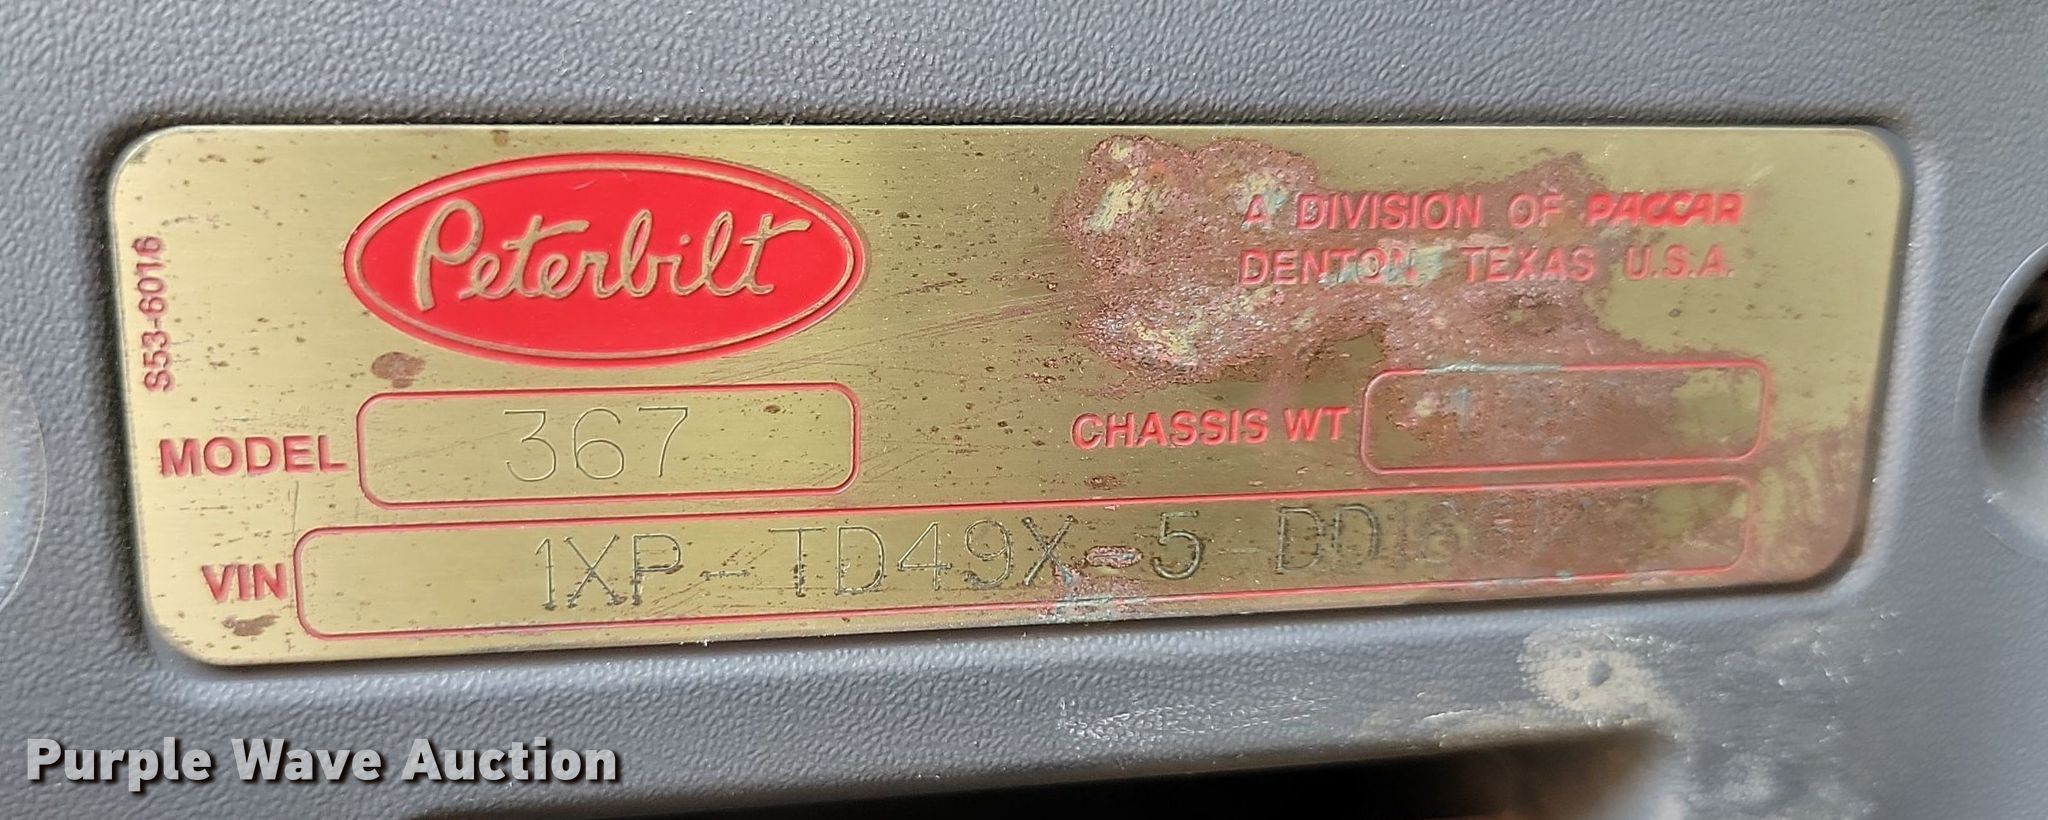 Peterbilt
A DIVISION OF PACCAR
DENTON, TEXAS U.S.A.
S53-6016
MODEL 367
CHASSIS WT
VIN 1XP-TD49X-5
Purple Wave Auction